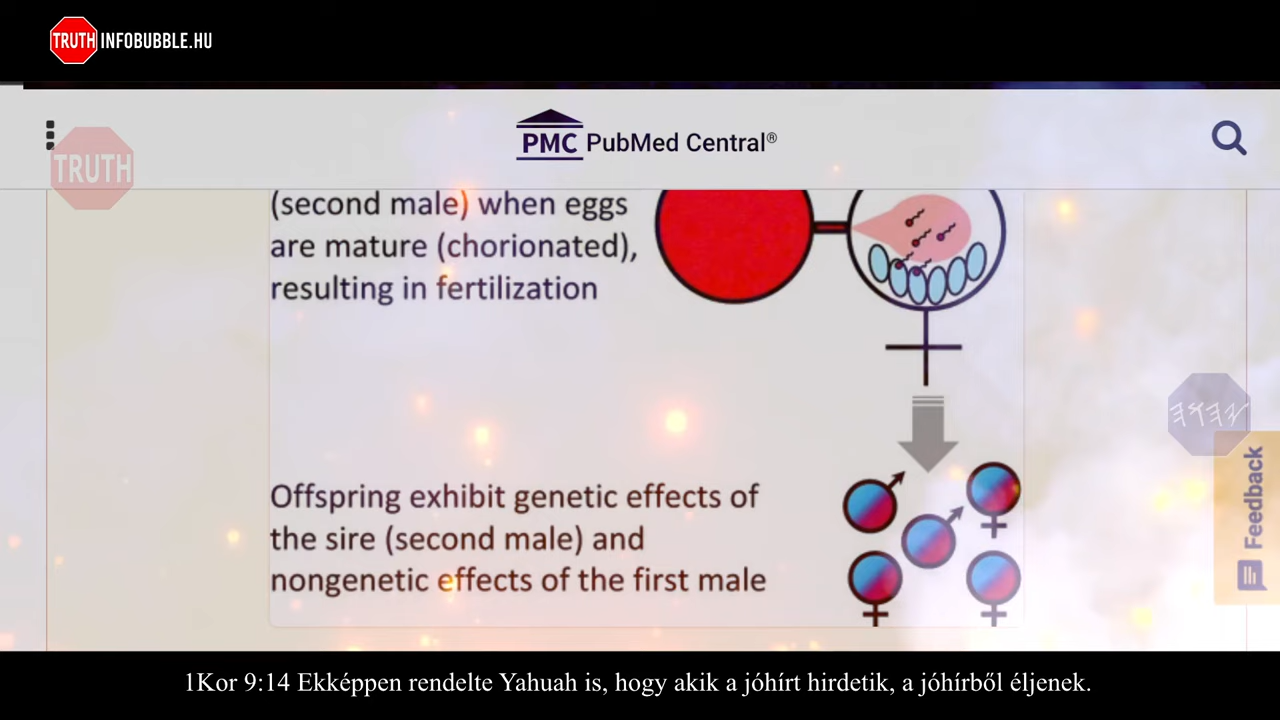 TRUTH INFOBUBBLE.HU
PMC PubMed Central®
TRUTH
(second male) when eggs
are mature (chorionated),
resulting in fertilization
𐤉𐤄𐤅𐤄
Feedback
Offspring exhibit genetic effects of
the sire (second male) and
nongenetic effects of the first male
1Kor 9:14 Ekképpen rendelte Yahuah is, hogy akik a jóhírt hirdetik, a jóhírből éljenek.